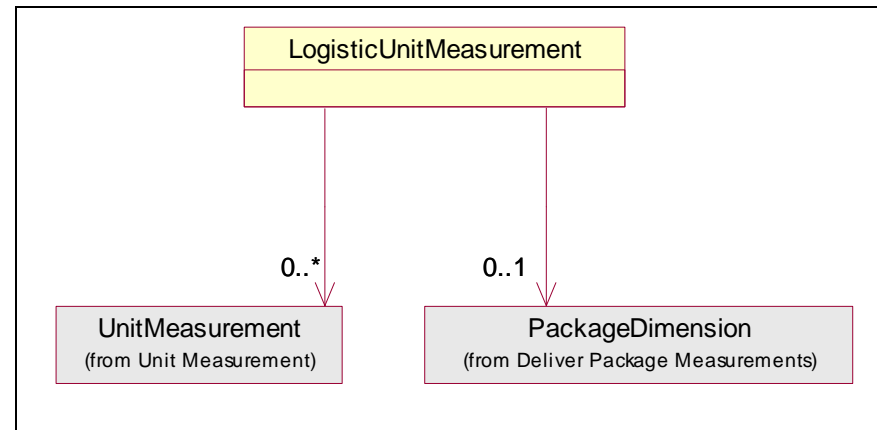 LogisticUnitMeasurement
0..*
0..1
UnitMeasurement
(from Unit Measurement)
PackageDimension
(from Deliver Package Measurements)